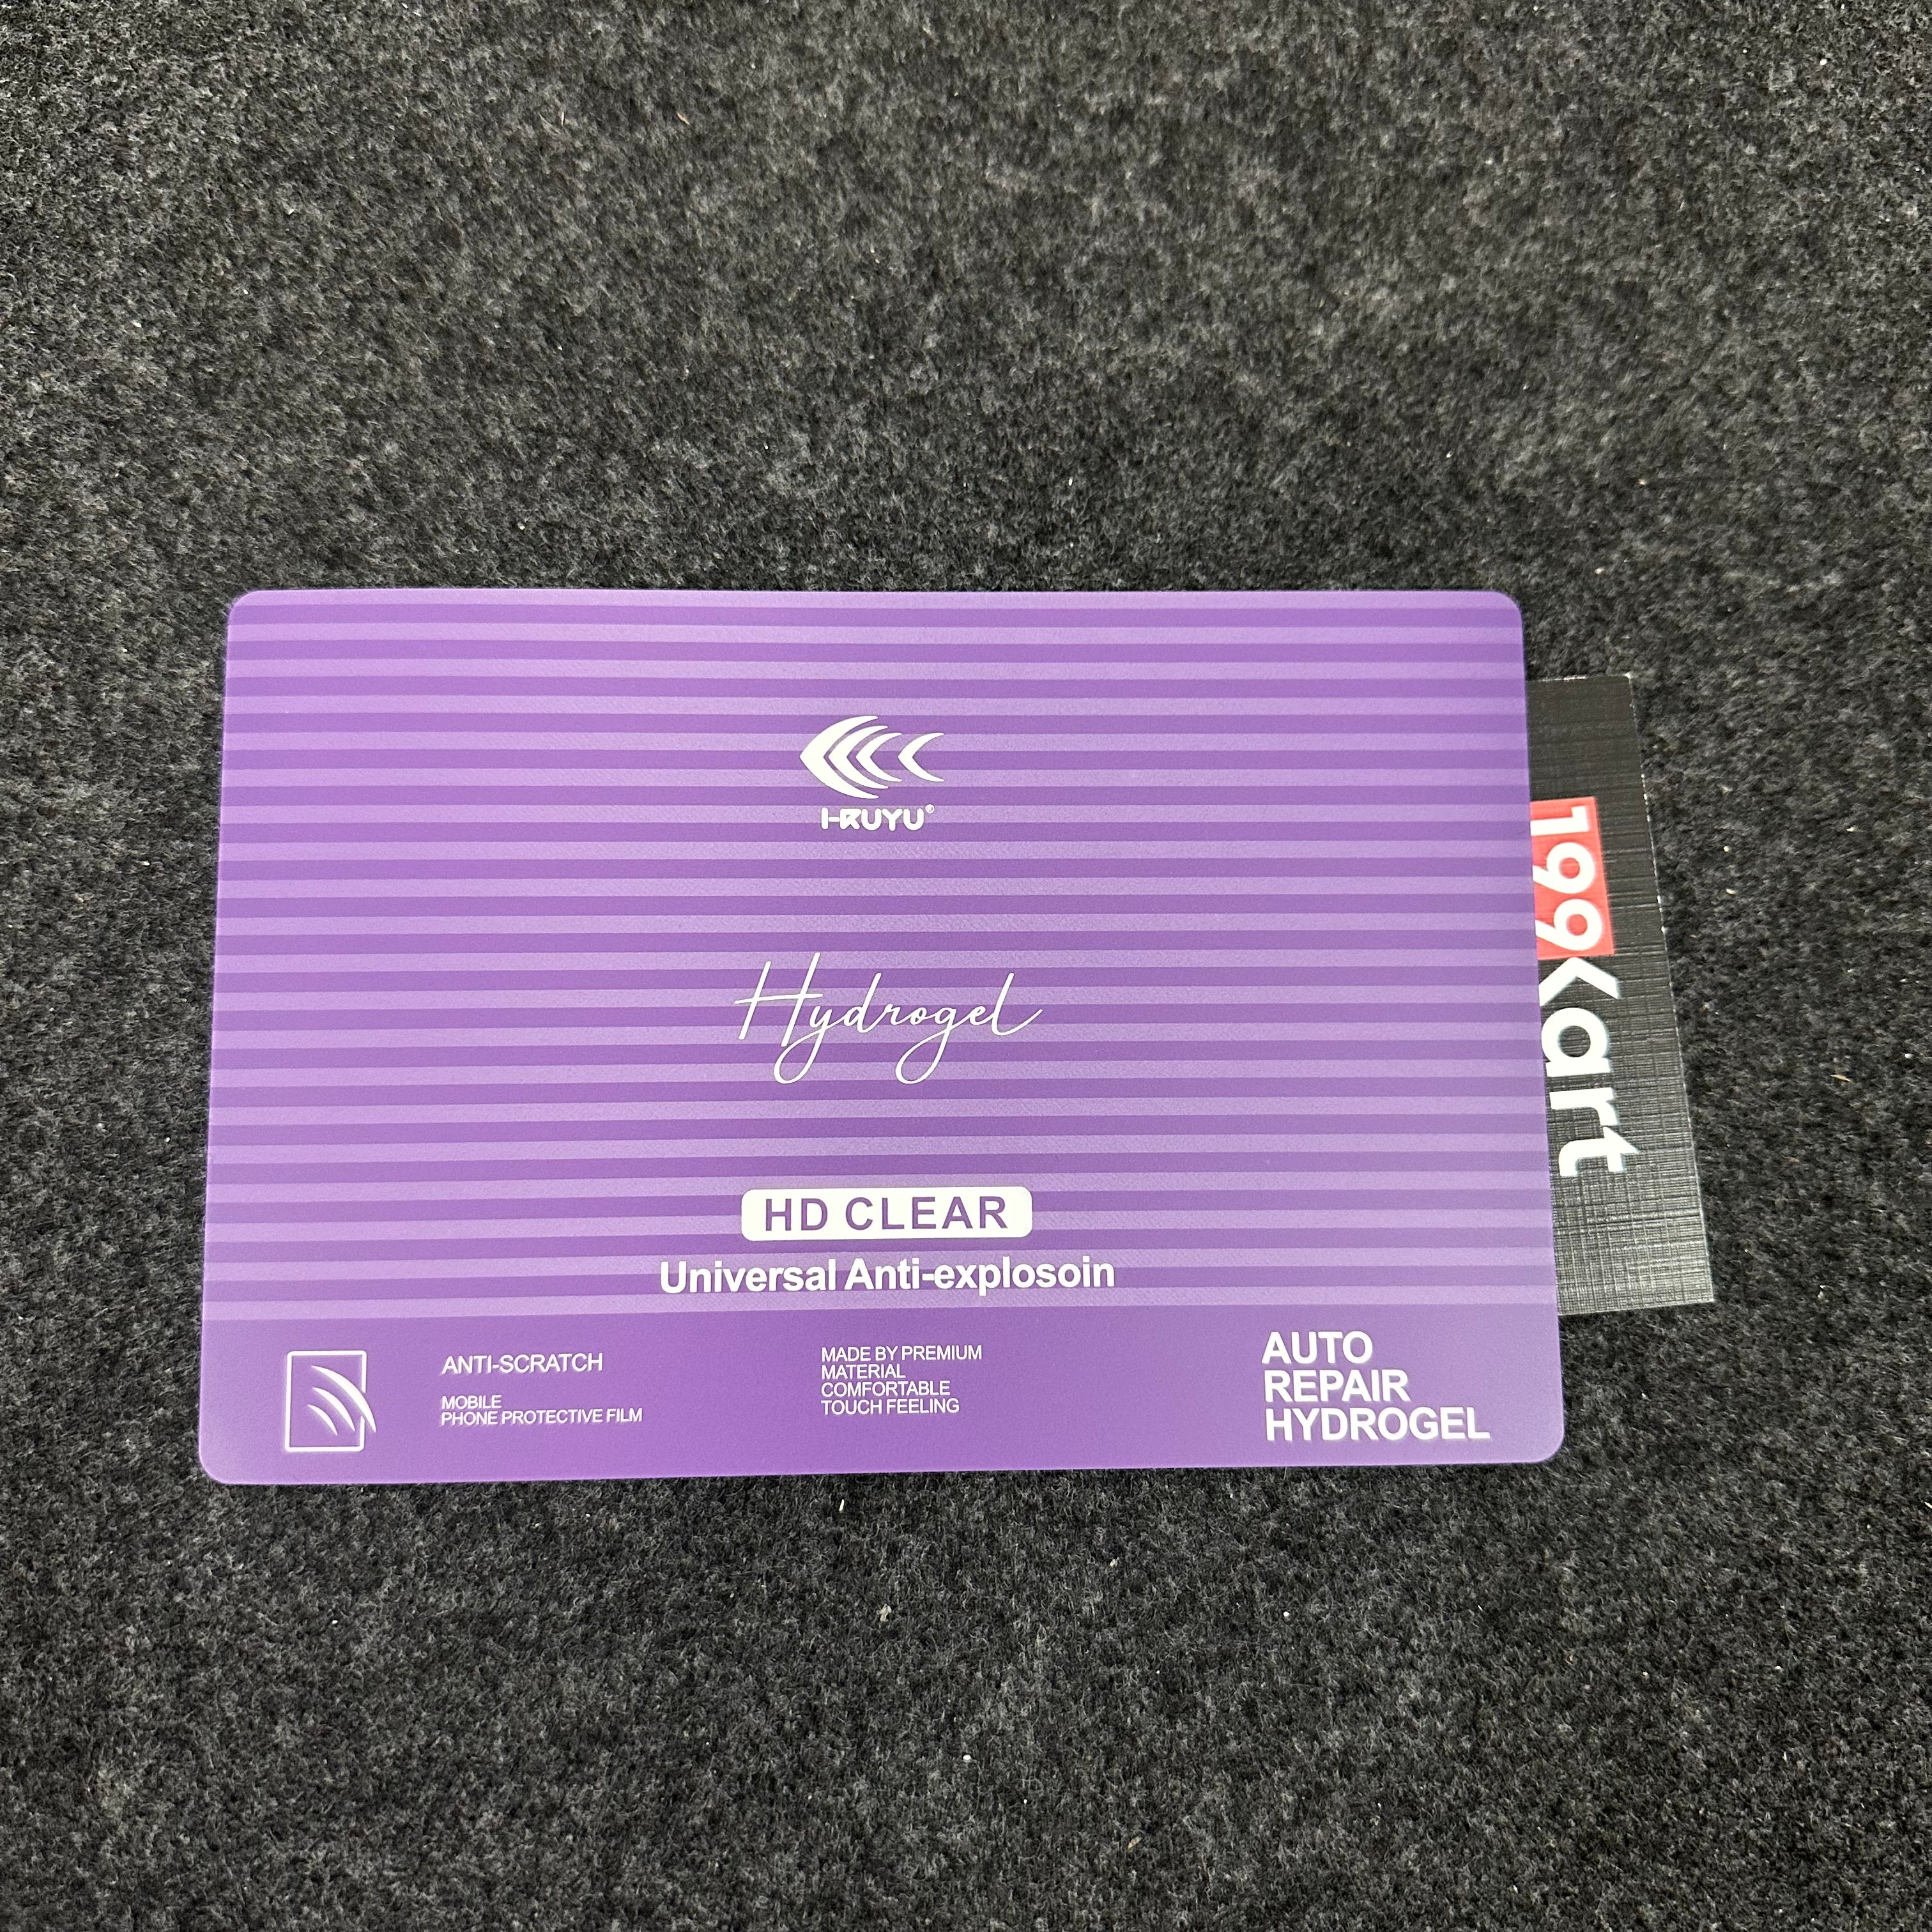 I-RUYU®
Hydrogel
HD CLEAR
Universal Anti-explosoin
ANTI-SCRATCH
MOBILE
PHONE PROTECTIVE FILM
MADE BY PREMIUM
MATERIAL
COMFORTABLE
TOUCH FEELING
AUTO
REPAIR
HYDROGEL
199Kart